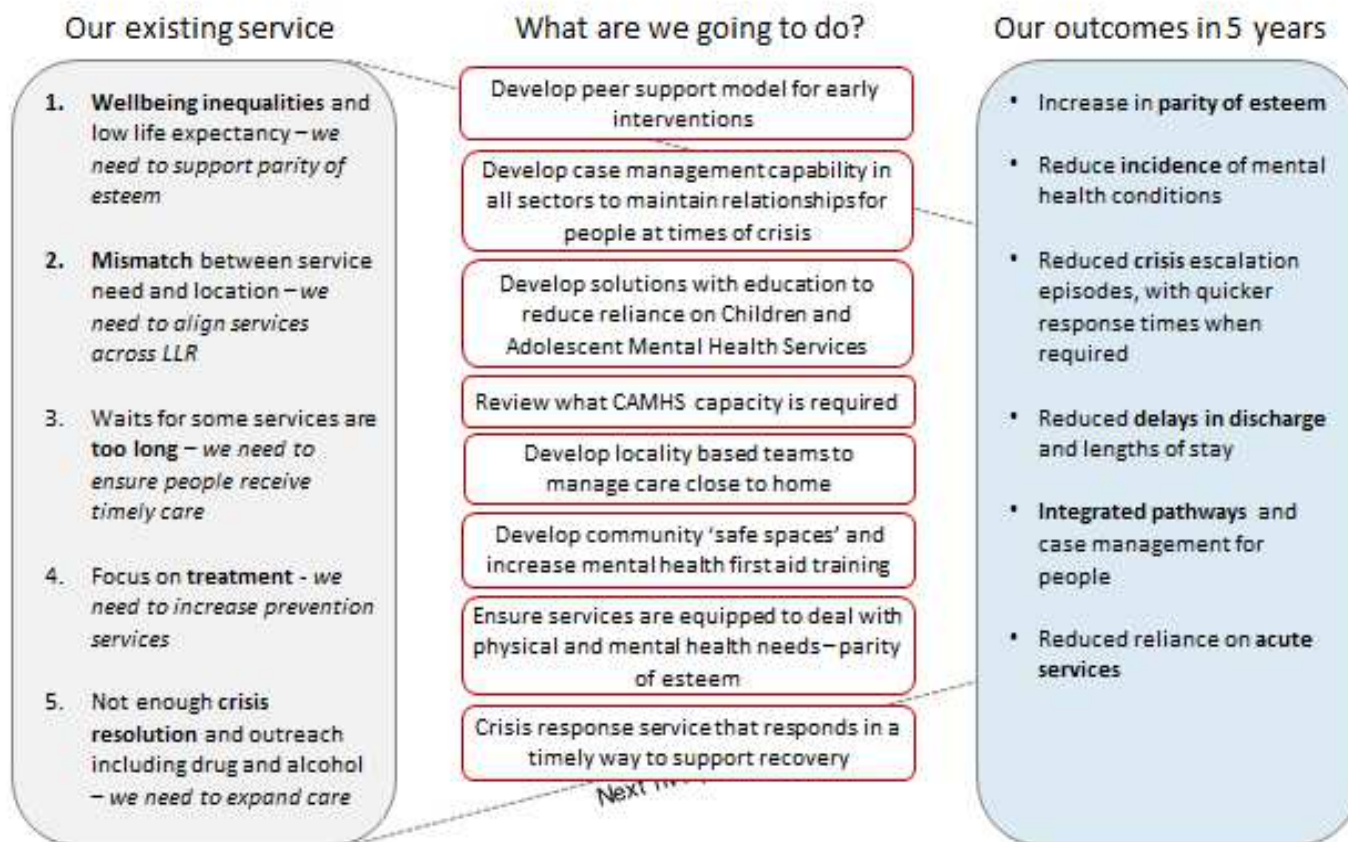 Our existing service
1. Wellbeing inequalities and
low life expectancy – we
need to support parity of
esteem
2. Mismatch between service
need and location – we
need to align services
across LLR
3. Waits for some services are
too long – we need to
ensure people receive
timely care
4. Focus on treatment - we
need to increase prevention
services
5. Not enough crisis
resolution and outreach
including drug and alcohol
– we need to expand care
What are we going to do?
Develop peer support model for early
interventions
Develop case management capability in
all sectors to maintain relationships for
people at times of crisis
Develop solutions with education to
reduce reliance on Children and
Adolescent Mental Health Services
Review what CAMHS capacity is required
Develop locality based teams to
manage care close to home
Develop community ‘safe spaces’ and
increase mental health first aid training
Ensure services are equipped to deal with
physical and mental health needs – parity
of esteem
Crisis response service that responds in a
timely way to support recovery
Next
Our outcomes in 5 years
• Increase in parity of esteem
• Reduce incidence of mental
health conditions
• Reduced crisis escalation
episodes, with quicker
response times when
required
• Reduced delays in discharge
and lengths of stay
• Integrated pathways and
case management for
people
• Reduced reliance on acute
services